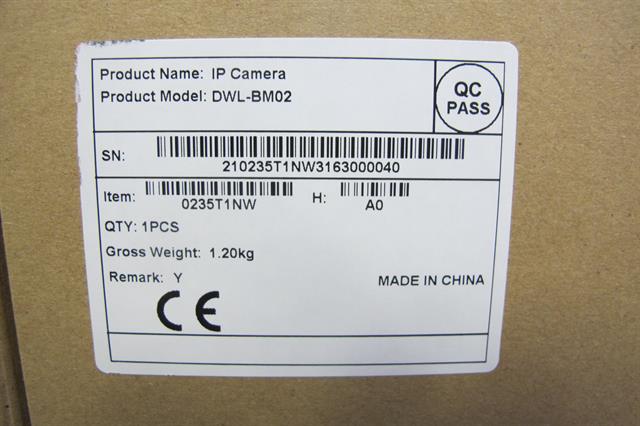 Product Name: IP Camera
Product Model: DWL-BM02
QC
PASS
SN:
210235T1NW3163000040
Item:
0235T1NW
H:
A0
QTY: 1PCS
Gross Weight: 1.20kg
Remark: Y
MADE IN CHINA
CE